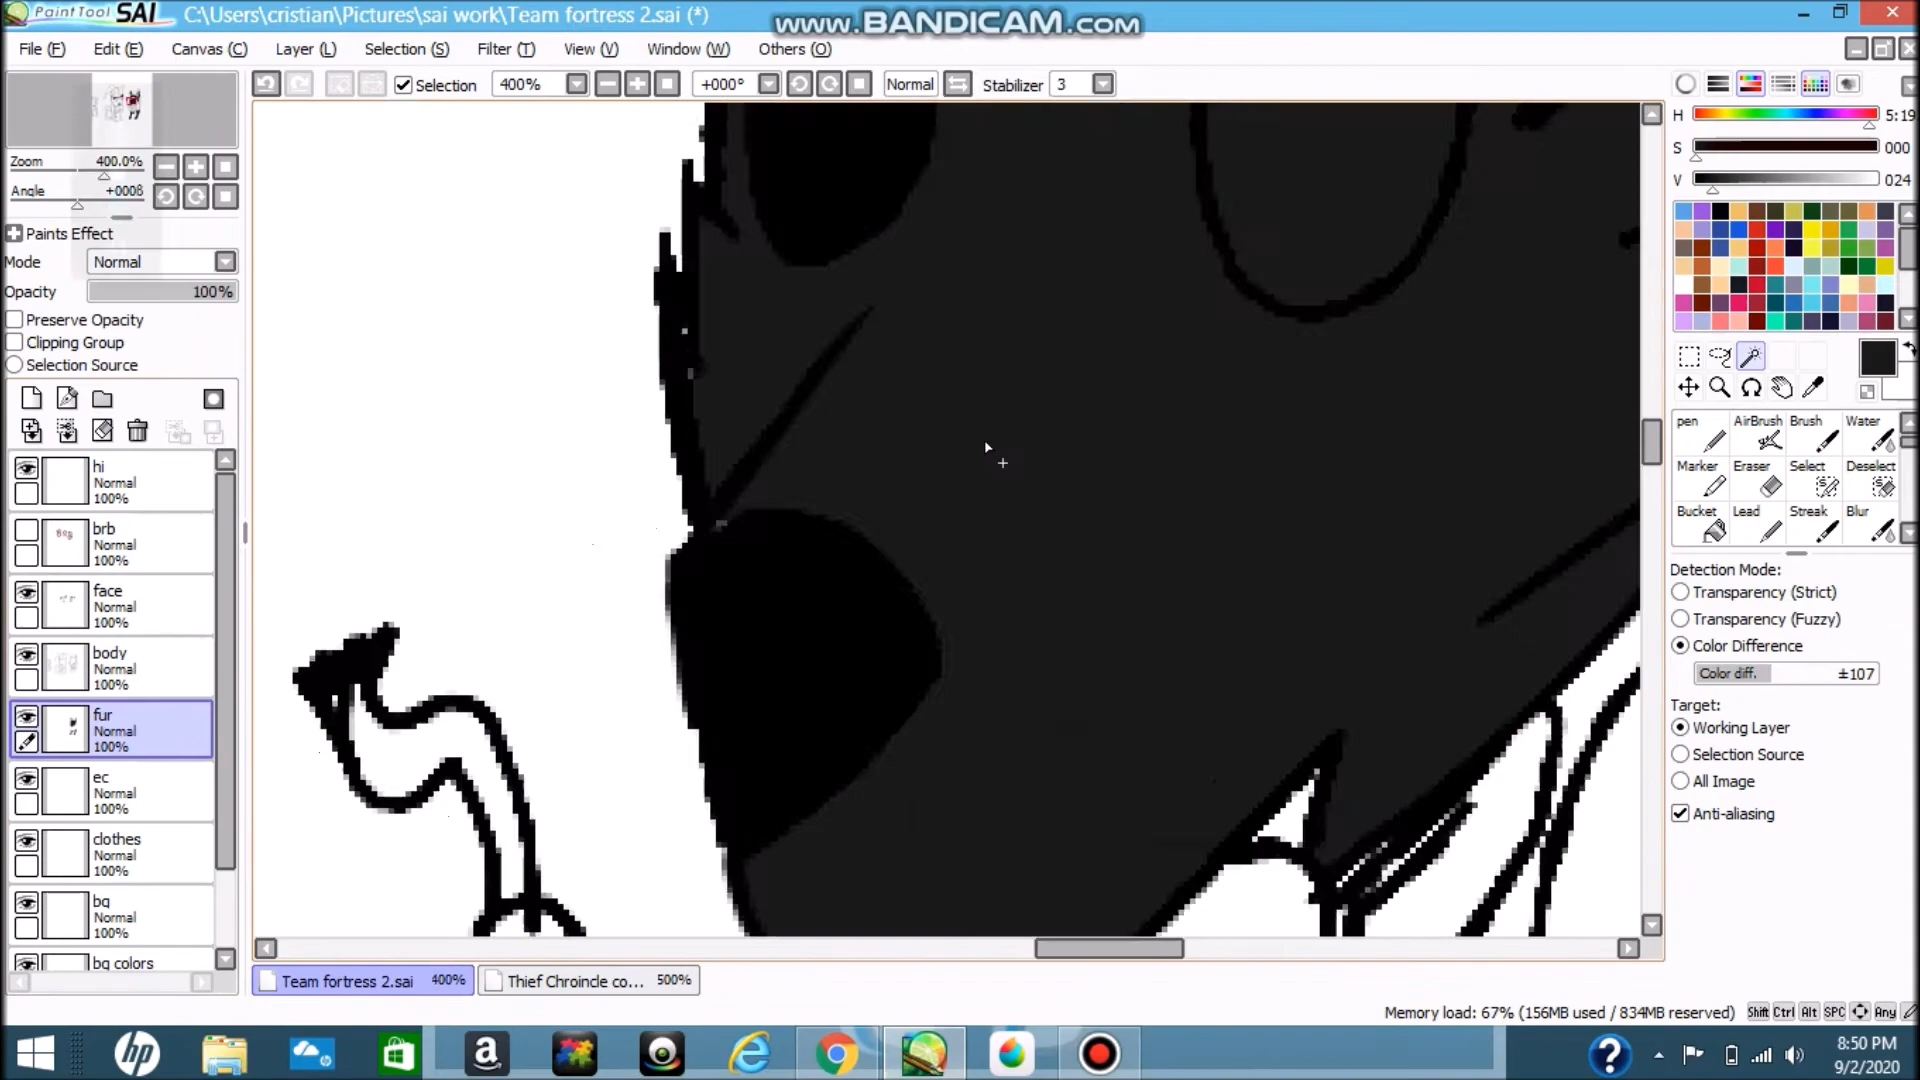 PaintTool SAI C:\Users\cristian\Pictures\sai work\Team fortress 2.sai (*)
www.BANDICAM.com
File (F) Edit (E) Canvas (C) Layer (L) Selection (S) Filter (T) View (V) Window (W) Others (O)
Selection 400% +000° Normal Stabilizer 3
Zoom 400.0%
Angle +000ß
Paints Effect
Mode Normal
Opacity 100%
Preserve Opacity
Clipping Group
Selection Source
hi
Normal
100%
brb
Normal
100%
face
Normal
100%
body
Normal
100%
fur
Normal
100%
ec
Normal
100%
clothes
Normal
100%
bg
Normal
100%
bg colors
H 5:19
S 000
V 024
pen AirBrush Brush Water
Marker Eraser Select Deselect
Bucket Lead Streak Blur
Detection Mode:
Transparency (Strict)
Transparency (Fuzzy)
Color Difference
Color diff. ±107
Target:
Working Layer
Selection Source
All Image
Anti-aliasing
Team fortress 2.sai 400% Thief Chroincle co... 500%
Memory load: 67% (156MB used / 834MB reserved) Shift Ctrl Alt SPC Any
8:50 PM
9/2/2020